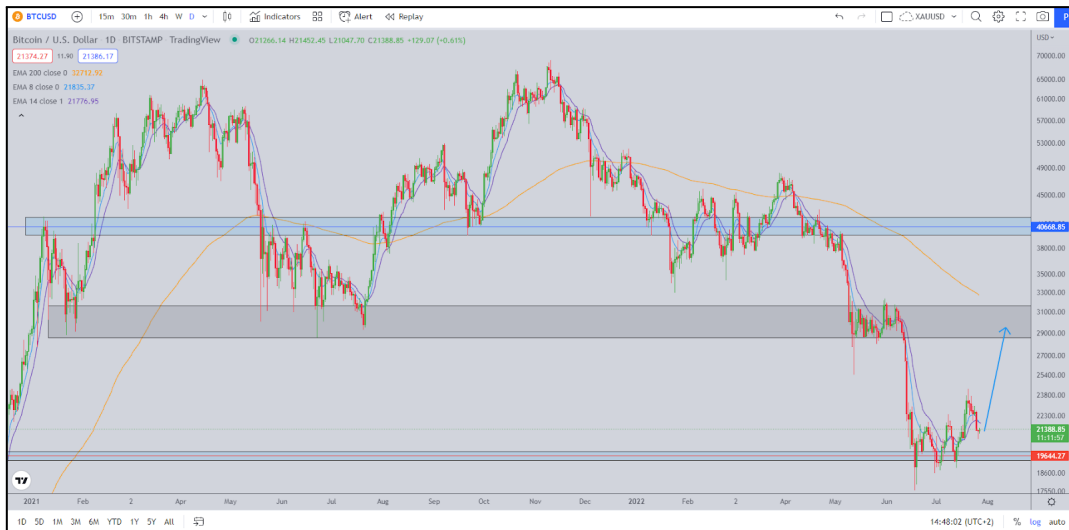 BTCUSD 15m 30m 1h 4h W D Indicators Alert Replay XAUUSD
Bitcoin / U.S. Dollar · 1D · BITSTAMP · TradingView O21266.14 H21452.45 L21047.70 C21388.85 +129.07 (+0.61%)
USD
21374.27 11.90 21386.17
EMA 200 close 0 32712.92
EMA 8 close 0 21835.37
EMA 14 close 1 21776.95
70000.00
65000.00
61000.00
57000.00
53000.00
49000.00
45000.00
40668.85
38000.00
35000.00
33000.00
31000.00
29000.00
27000.00
25400.00
23800.00
22300.00
21388.85
11:11:57
19644.27
18600.00
17550.00
2021 Feb 2 Apr May Jun Jul Aug Sep Oct Nov Dec 2022 Feb 2 Apr May Jun Jul Aug
1D 5D 1M 3M 6M YTD 1Y 5Y All 14:48:02 (UTC+2) % log auto